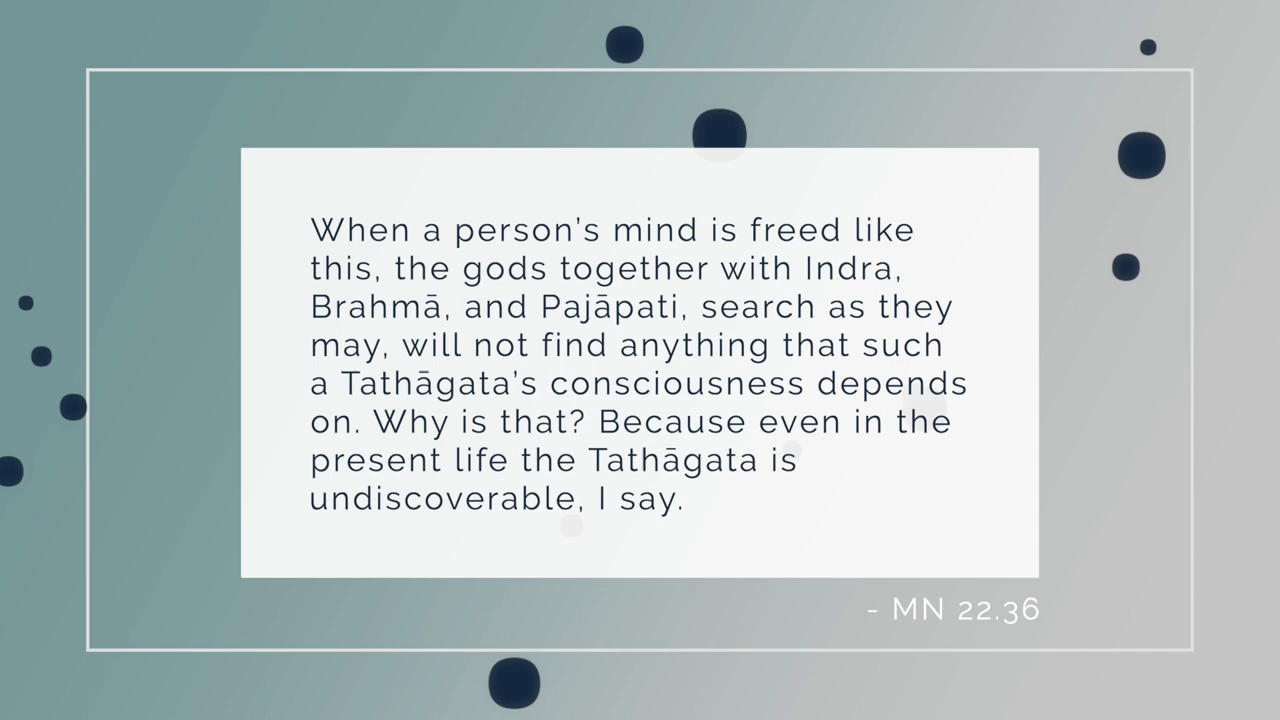 When a person’s mind is freed like
this, the gods together with Indra,
Brahmā, and Pajāpati, search as they
may, will not find anything that such
a Tathāgata’s consciousness depends
on. Why is that? Because even in the
present life the Tathāgata is
undiscoverable, I say.
- MN 22.36